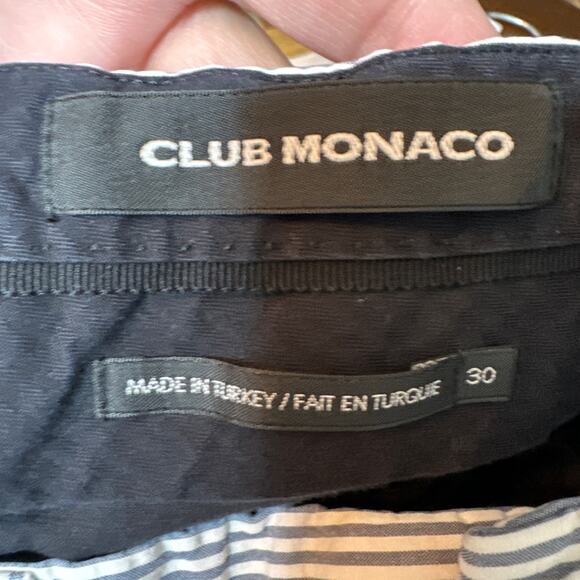 CLUB MONACO
MADE IN TURKEY / FAIT EN TURQUIE
30